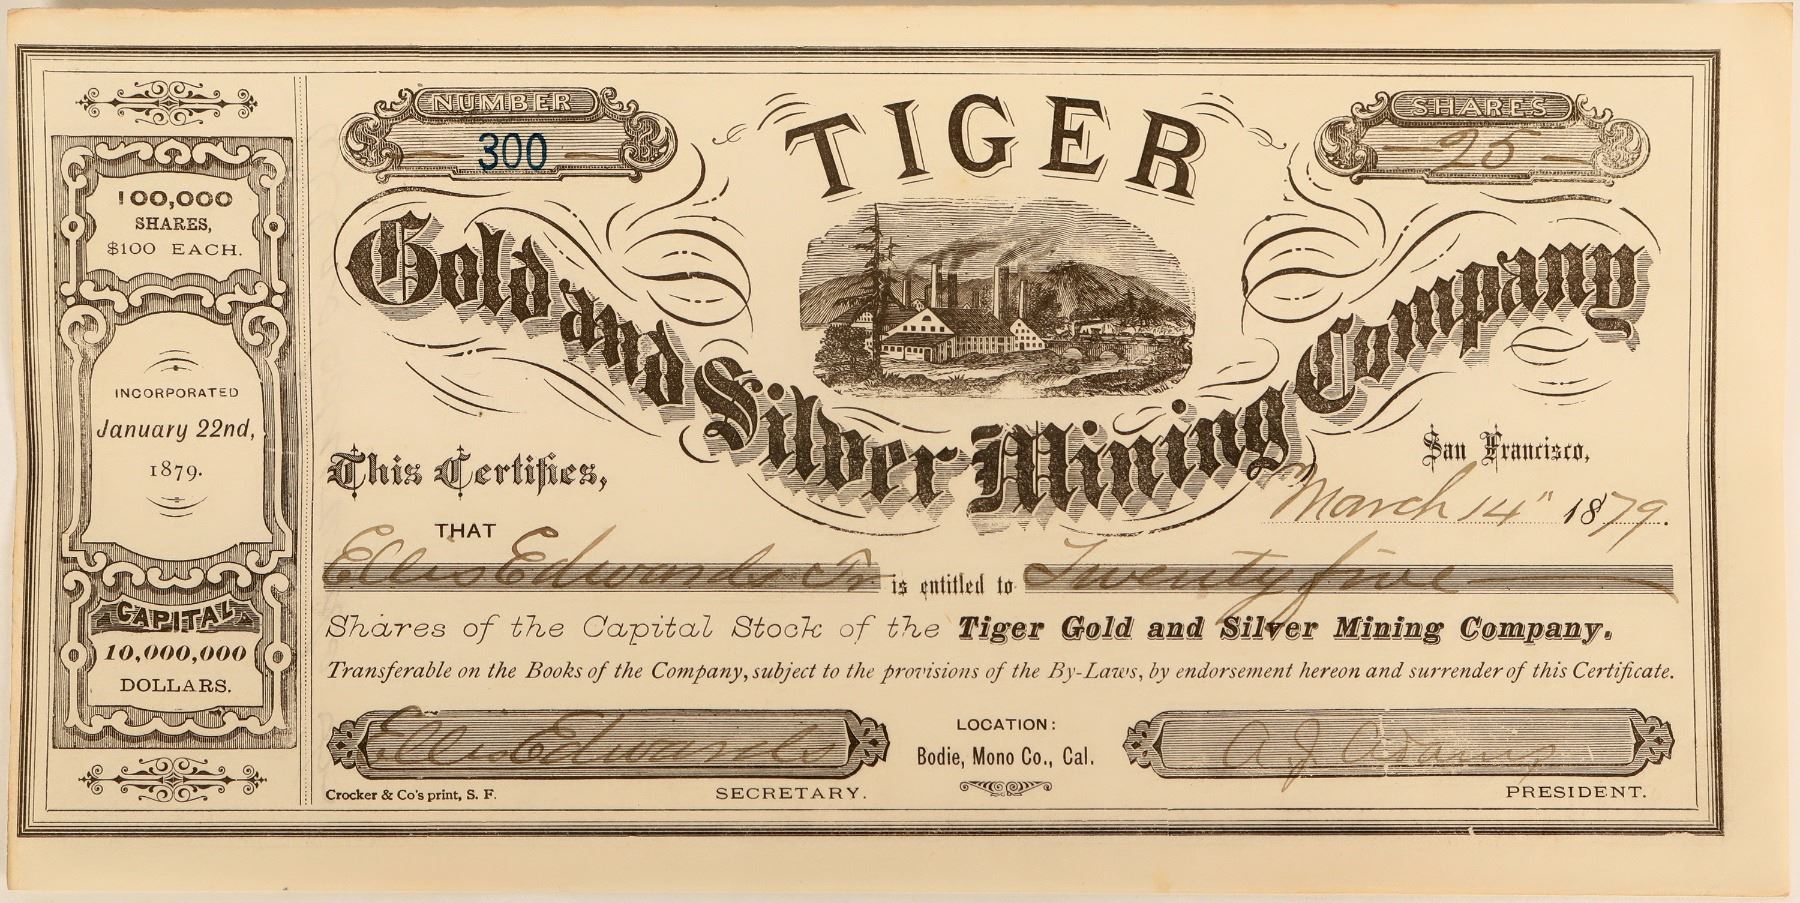 NUMBER
300
TIGER
SHARES
25
Gold and Silver Mining Company
100,000
SHARES,
$100 EACH.
INCORPORATED
January 22nd,
1879.
CAPITAL
10,000,000
DOLLARS.
San Francisco,
March 14" 1879.
This Certifies,
THAT
Ellis Edwards Tr is entitled to Twenty five
Shares of the Capital Stock of the Tiger Gold and Silver Mining Company.
Transferable on the Books of the Company, subject to the provisions of the By-Laws, by endorsement hereon and surrender of this Certificate.
Ellis Edwards
SECRETARY.
LOCATION:
Bodie, Mono Co., Cal.
A J Adams
PRESIDENT.
Crocker & Co's print, S. F.